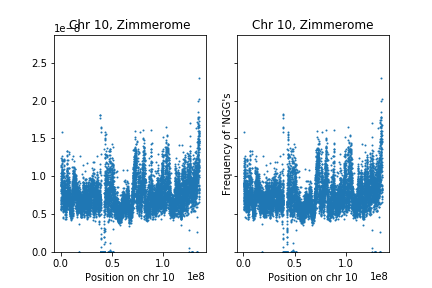 Chr 10, Zimmerome
Chr 10, Zimmerome
1e−8
2.5
2.0
1.5
1.0
0.5
0.0
Frequency of 'NGG's
0.0 0.5 1.0
0.0 0.5 1.0
1e8
1e8
Position on chr 10
Position on chr 10